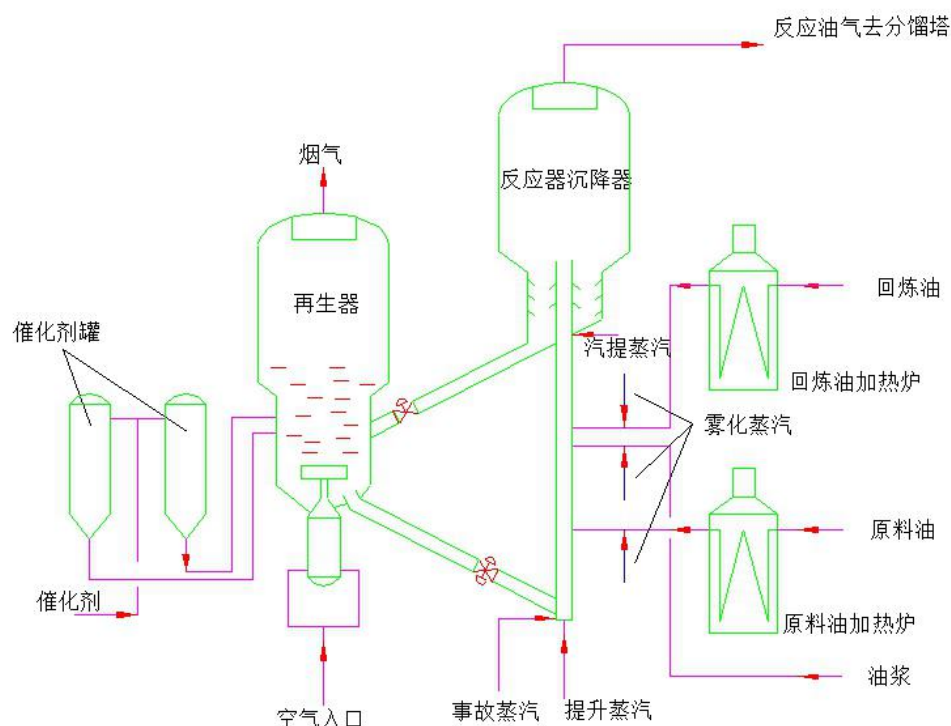 反应油气去分馏塔
烟气
反应器沉降器
再生器
回炼油
催化剂罐
汽提蒸汽
回炼油加热炉
雾化蒸汽
原料油
催化剂
原料油加热炉
油浆
事故蒸汽
提升蒸汽
空气入口